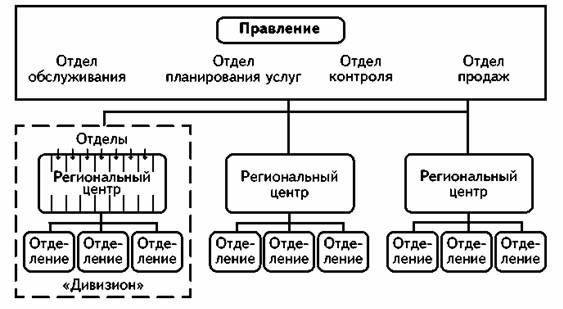 Правление
Отдел Отдел Отдел Отдел
обслуживания планирования услуг контроля продаж
Отделы
Региональный Региональный Региональный
центр центр центр
Отде- Отде- Отде- Отде- Отде- Отде- Отде- Отде- Отде-
ление ление ление ление ление ление ление ление ление
«Дивизион»